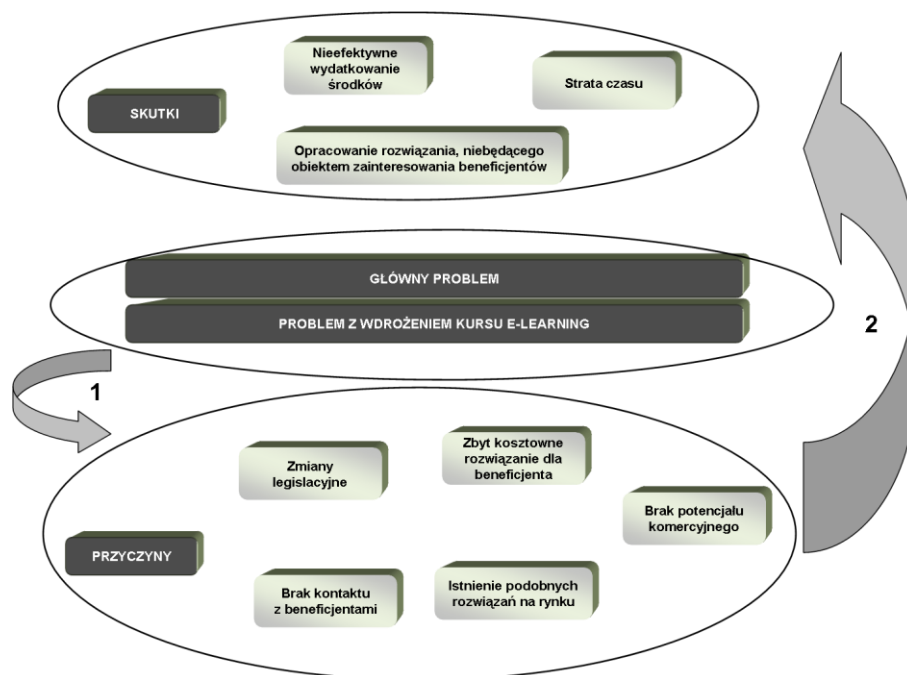 Nieefektywne
wydatkowanie
środków
Strata czasu
SKUTKI
Opracowanie rozwiązania, niebędącego
obiektem zainteresowania beneficjentów
GŁÓWNY PROBLEM
PROBLEM Z WDROŻENIEM KURSU E-LEARNING
2
1
Zmiany
legislacyjne
Zbyt kosztowne
rozwiązanie dla
beneficjenta
Brak potencjału
komercyjnego
PRZYCZYNY
Brak kontaktu
z beneficjentami
Istnienie podobnych
rozwiązań na rynku